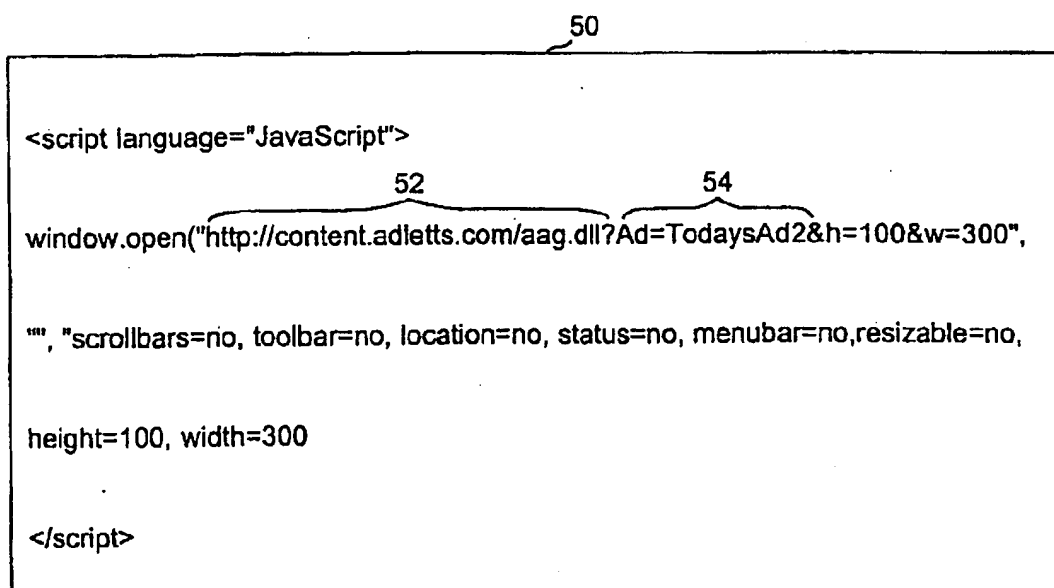 50
<script language="JavaScript">
52 54
window.open("http://content.adletts.com/aag.dll?Ad=TodaysAd2&h=100&w=300",
"", "scrollbars=no, toolbar=no, location=no, status=no, menubar=no,resizable=no,
height=100, width=300
</script>